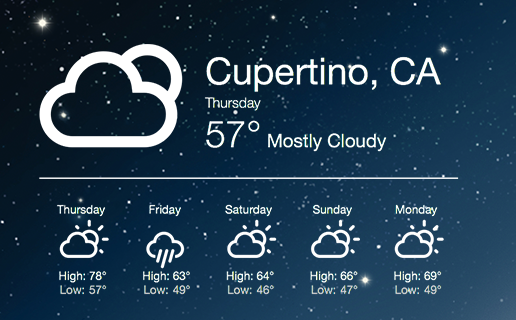 Cupertino, CA
Thursday
57° Mostly Cloudy
Thursday Friday Saturday Sunday Monday
High: 78° High: 63° High: 64° High: 66° High: 69°
Low: 57° Low: 49° Low: 46° Low: 47° Low: 49°